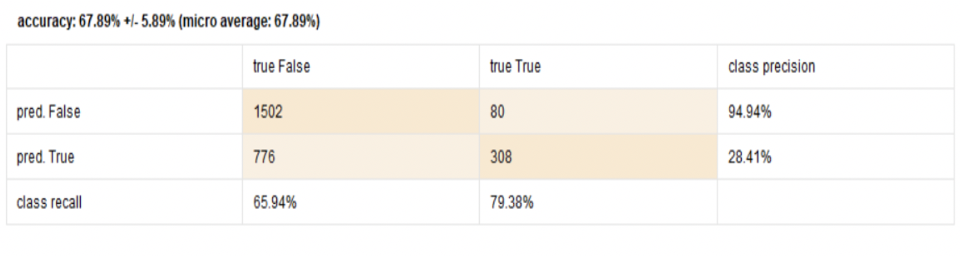 accuracy: 67.89% +/- 5.89% (micro average: 67.89%)
true False true True class precision
pred. False 1502 80 94.94%
pred. True 776 308 28.41%
class recall 65.94% 79.38%